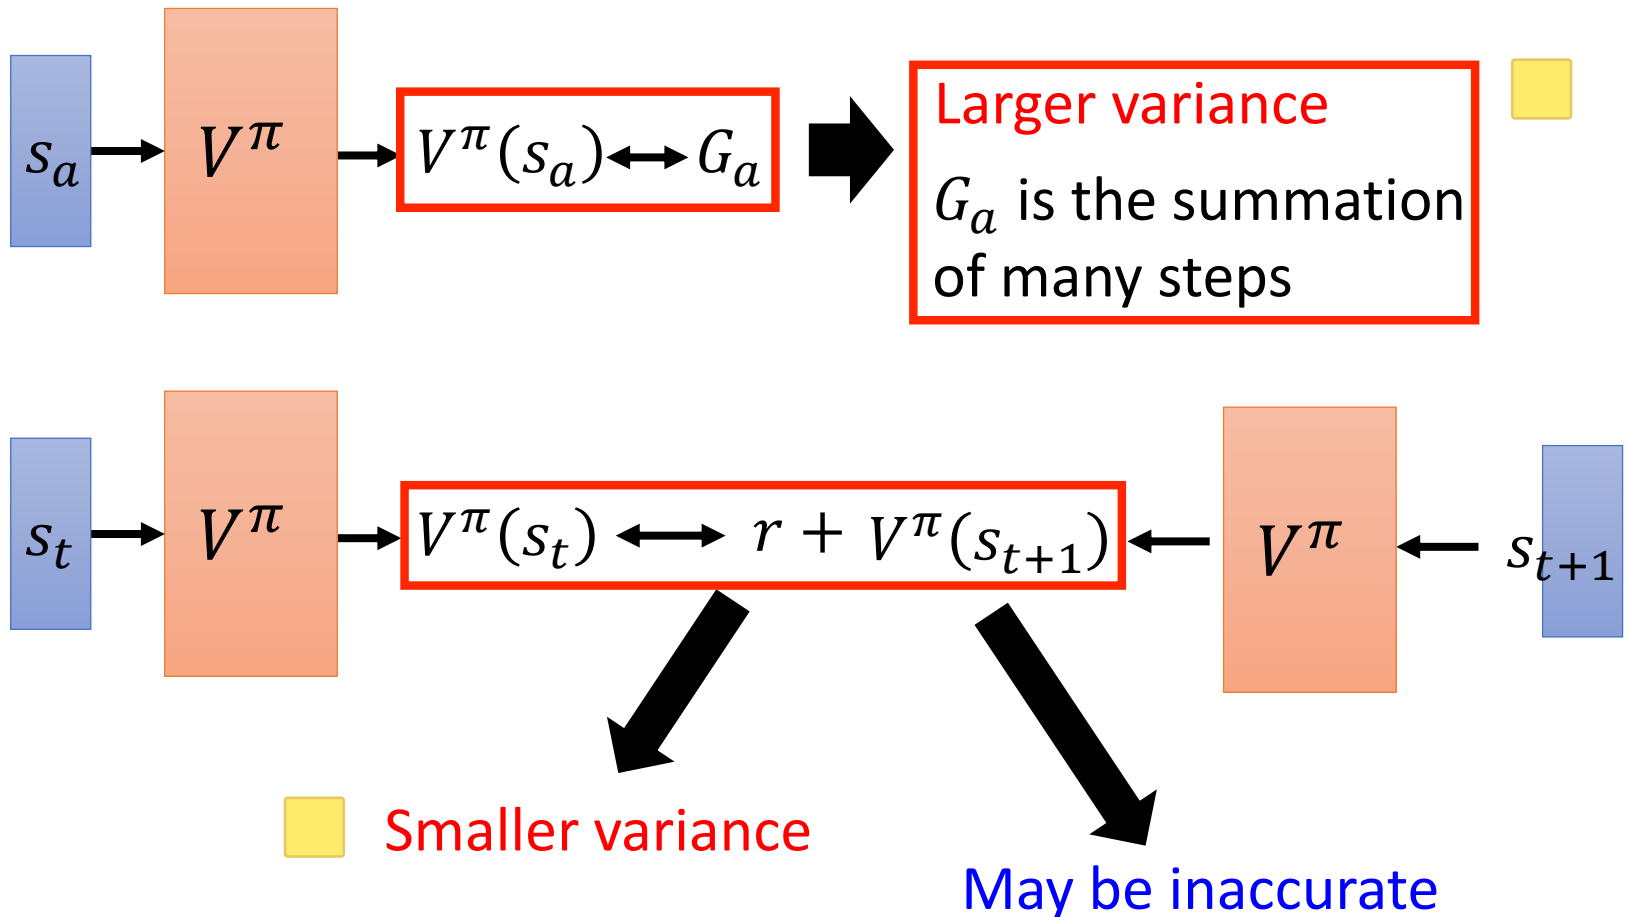 s_a
V^π
V^π(s_a) ↔ G_a
Larger variance
G_a is the summation
of many steps
s_t
V^π
V^π(s_t) ↔ r + V^π(s_{t+1})
V^π
s_{t+1}
Smaller variance
May be inaccurate